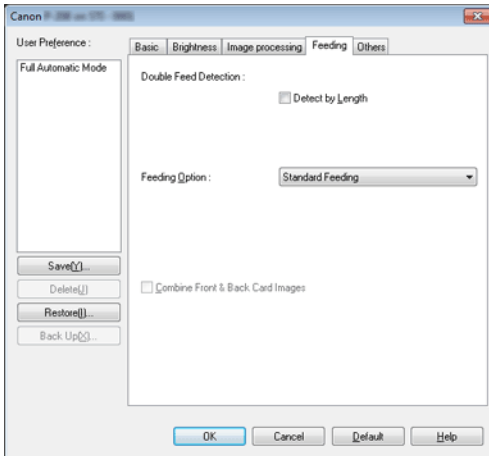 Canon
User Preference :
Full Automatic Mode
Save(Y)...
Delete(J)
Restore(I)...
Back Up(X)...
Basic Brightness Image processing Feeding Others
Double Feed Detection :
Detect by Length
Feeding Option : Standard Feeding
Combine Front & Back Card Images
OK Cancel Default Help